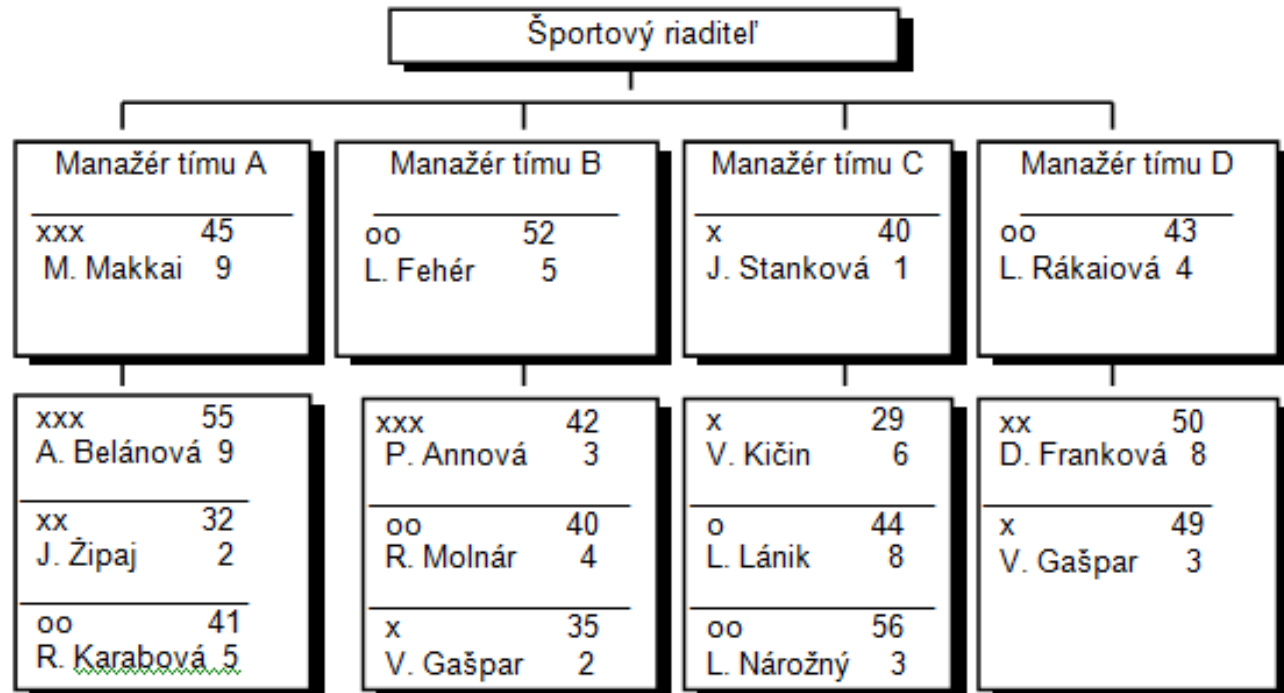 Športový riaditeľ
Manažér tímu A
xxx 45
M. Makkai 9
Manažér tímu B
oo 52
L. Fehér 5
Manažér tímu C
x 40
J. Stanková 1
Manažér tímu D
oo 43
L. Rákaiová 4
xxx 55
A. Belánová 9
xx 32
J. Žipaj 2
oo 41
R. Karabová 5
xxx 42
P. Annová 3
oo 40
R. Molnár 4
x 35
V. Gašpar 2
x 29
V. Kičin 6
o 44
L. Lánik 8
oo 56
L. Nárožný 3
xx 50
D. Franková 8
x 49
V. Gašpar 3